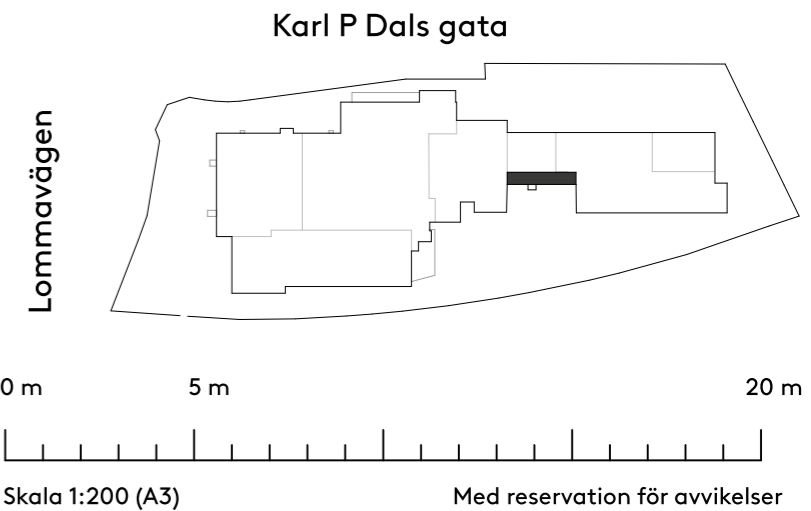 Karl P Dals gata
Lommavägen
0 m 5 m 20 m
Skala 1:200 (A3) Med reservation för avvikelser